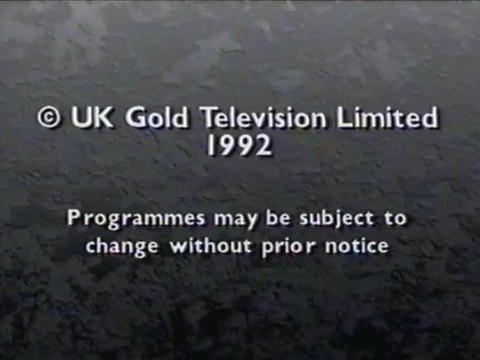 © UK Gold Television Limited
1992
Programmes may be subject to
change without prior notice